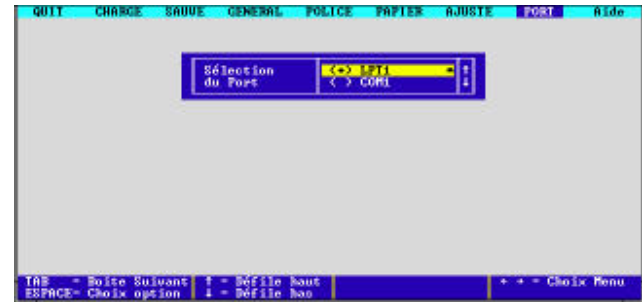 QUIT CHARGE SAUVE GENERAL POLICE PAPIER AJUSTE PORT Aide
Sélection (•) LPT1
du Port ( ) COM1
TAB = Boite Suivant ↑ = Défile haut ← → = Choix Menu
ESPACE= Choix option ↓ = Défile bas